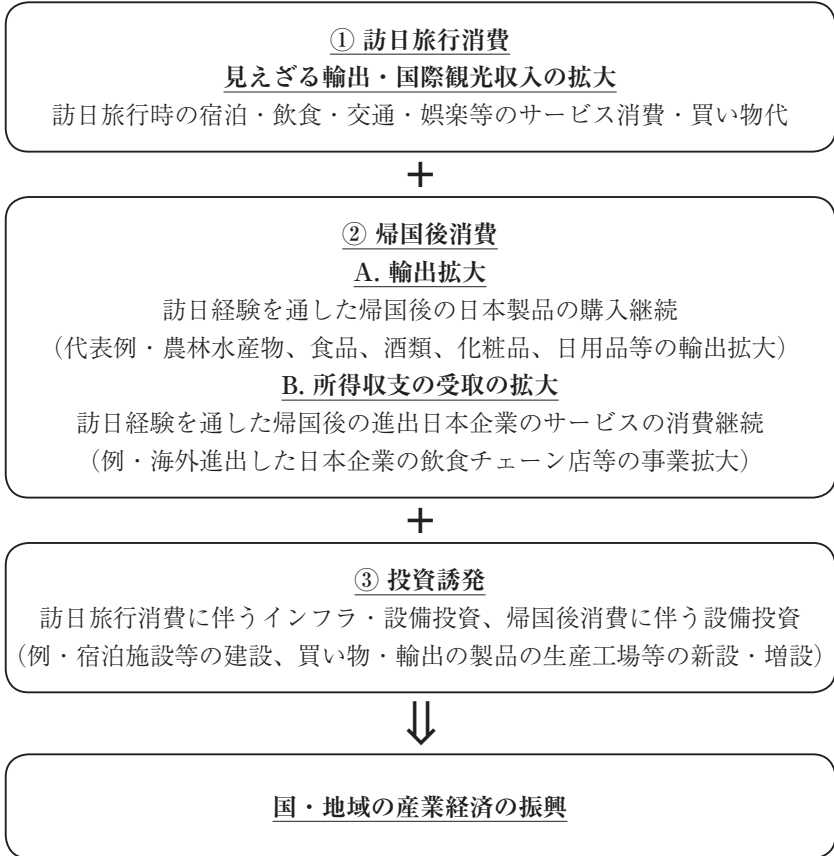 ① 訪日旅行消費
見えざる輸出・国際観光収入の拡大
訪日旅行時の宿泊・飲食・交通・娯楽等のサービス消費・買い物代
+
② 帰国後消費
A. 輸出拡大
訪日経験を通した帰国後の日本製品の購入継続
（代表例・農林水産物、食品、酒類、化粧品、日用品等の輸出拡大）
B. 所得収支の受取の拡大
訪日経験を通した帰国後の進出日本企業のサービスの消費継続
（例・海外進出した日本企業の飲食チェーン店等の事業拡大）
+
③ 投資誘発
訪日旅行消費に伴うインフラ・設備投資、帰国後消費に伴う設備投資
（例・宿泊施設等の建設、買い物・輸出の製品の生産工場等の新設・増設）
⇓
国・地域の産業経済の振興